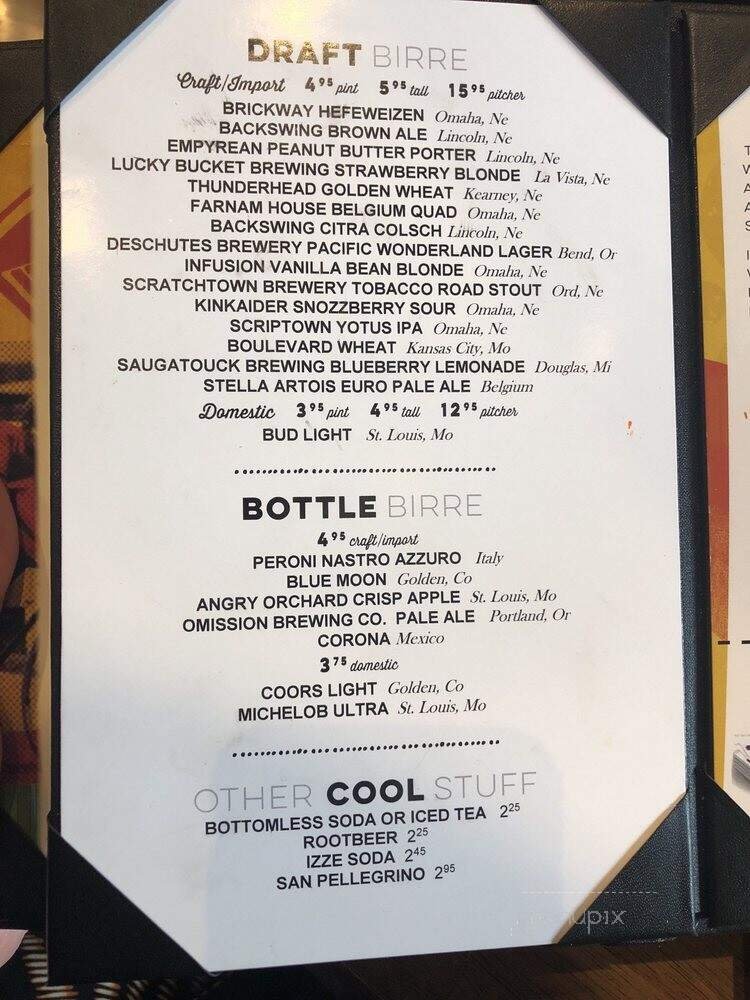 DRAFT BIRRE
Craft/Import 4.95 pint 5.95 tall 15.95 pitcher
BRICKWAY HEFEWEIZEN Omaha, Ne
BACKSWING BROWN ALE Lincoln, Ne
EMPYREAN PEANUT BUTTER PORTER Lincoln, Ne
LUCKY BUCKET BREWING STRAWBERRY BLONDE La Vista, Ne
THUNDERHEAD GOLDEN WHEAT Kearney, Ne
FARNAM HOUSE BELGIUM QUAD Omaha, Ne
BACKSWING CITRA COLSCH Lincoln, Ne
DESCHUTES BREWERY PACIFIC WONDERLAND LAGER Bend, Or
INFUSION VANILLA BEAN BLONDE Omaha, Ne
SCRATCHTOWN BREWERY TOBACCO ROAD STOUT Ord, Ne
KINKAIDER SNOZZBERRY SOUR Omaha, Ne
SCRIPTOWN YOTUS IPA Omaha, Ne
BOULEVARD WHEAT Kansas City, Mo
SAUGATOUCK BREWING BLUEBERRY LEMONADE Douglas, Mi
STELLA ARTOIS EURO PALE ALE Belgium
Domestic 3.95 pint 4.95 tall 12.95 pitcher
BUD LIGHT St. Louis, Mo
BOTTLE BIRRE
4.95 craft/import
PERONI NASTRO AZZURO Italy
BLUE MOON Golden, Co
ANGRY ORCHARD CRISP APPLE St. Louis, Mo
OMISSION BREWING CO. PALE ALE Portland, Or
CORONA Mexico
3.75 domestic
COORS LIGHT Golden, Co
MICHELOB ULTRA St. Louis, Mo
OTHER COOL STUFF
BOTTOMLESS SODA OR ICED TEA 2.25
ROOTBEER 2.25
IZZE SODA 2.45
SAN PELLEGRINO 2.95